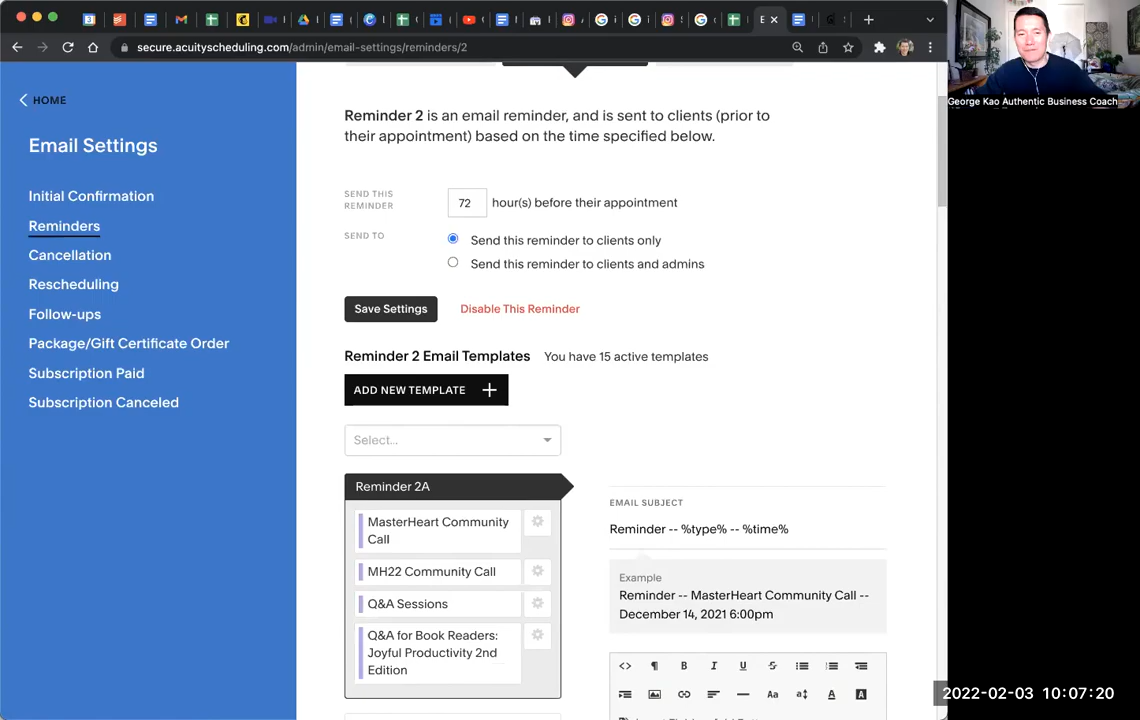 secure.acuityscheduling.com/admin/email-settings/reminders/2
George Kao Authentic Business Coach
HOME
Email Settings
Initial Confirmation
Reminders
Cancellation
Rescheduling
Follow-ups
Package/Gift Certificate Order
Subscription Paid
Subscription Canceled
Reminder 2 is an email reminder, and is sent to clients (prior to
their appointment) based on the time specified below.
SEND THIS
REMINDER
72 hour(s) before their appointment
SEND TO
Send this reminder to clients only
Send this reminder to clients and admins
Save Settings
Disable This Reminder
Reminder 2 Email Templates You have 15 active templates
ADD NEW TEMPLATE
Select...
Reminder 2A
MasterHeart Community
Call
MH22 Community Call
Q&A Sessions
Q&A for Book Readers:
Joyful Productivity 2nd
Edition
EMAIL SUBJECT
Reminder -- %type% -- %time%
Example
Reminder -- MasterHeart Community Call --
December 14, 2021 6:00pm
2022-02-03 10:07:20